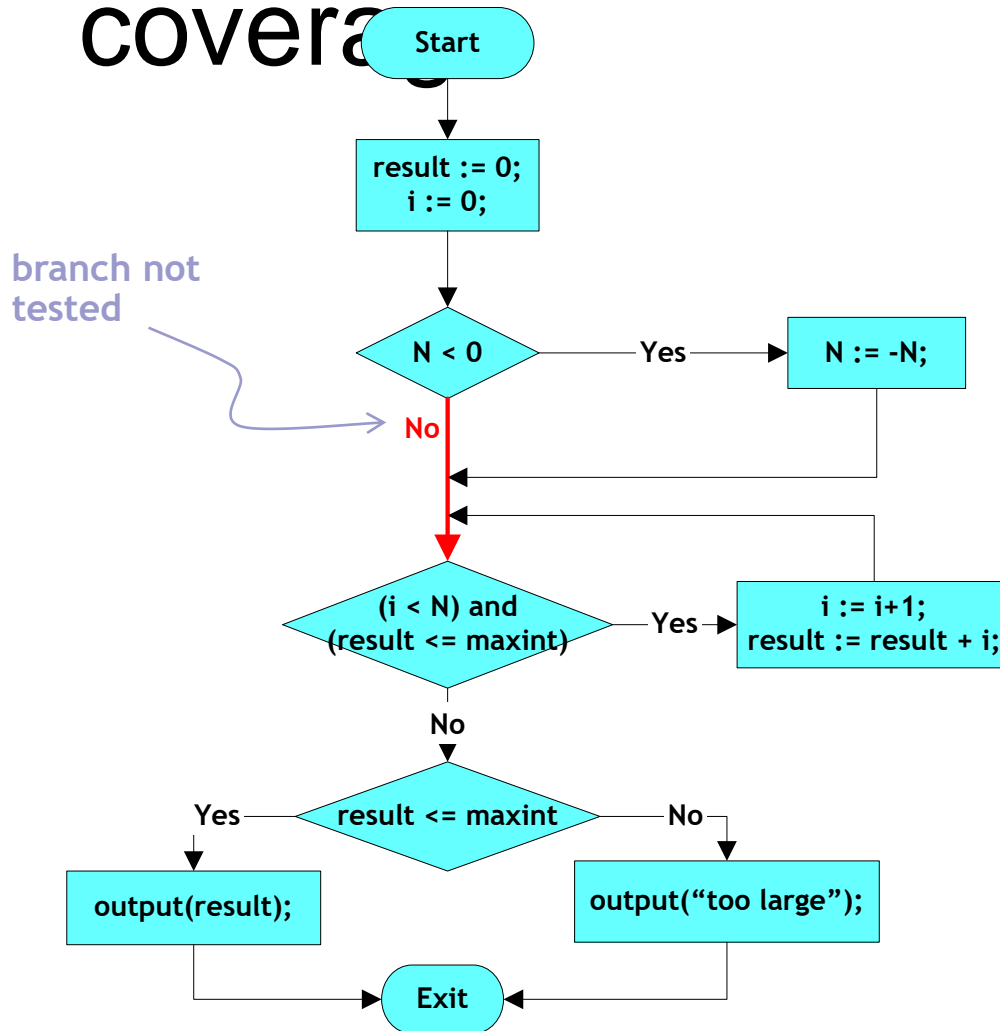 Start
result := 0;
i := 0;
branch not
tested
N < 0
Yes
N := -N;
No
(i < N) and
(result <= maxint)
Yes
i := i+1;
result := result + i;
No
result <= maxint
Yes
No
output(result);
output(“too large”);
Exit